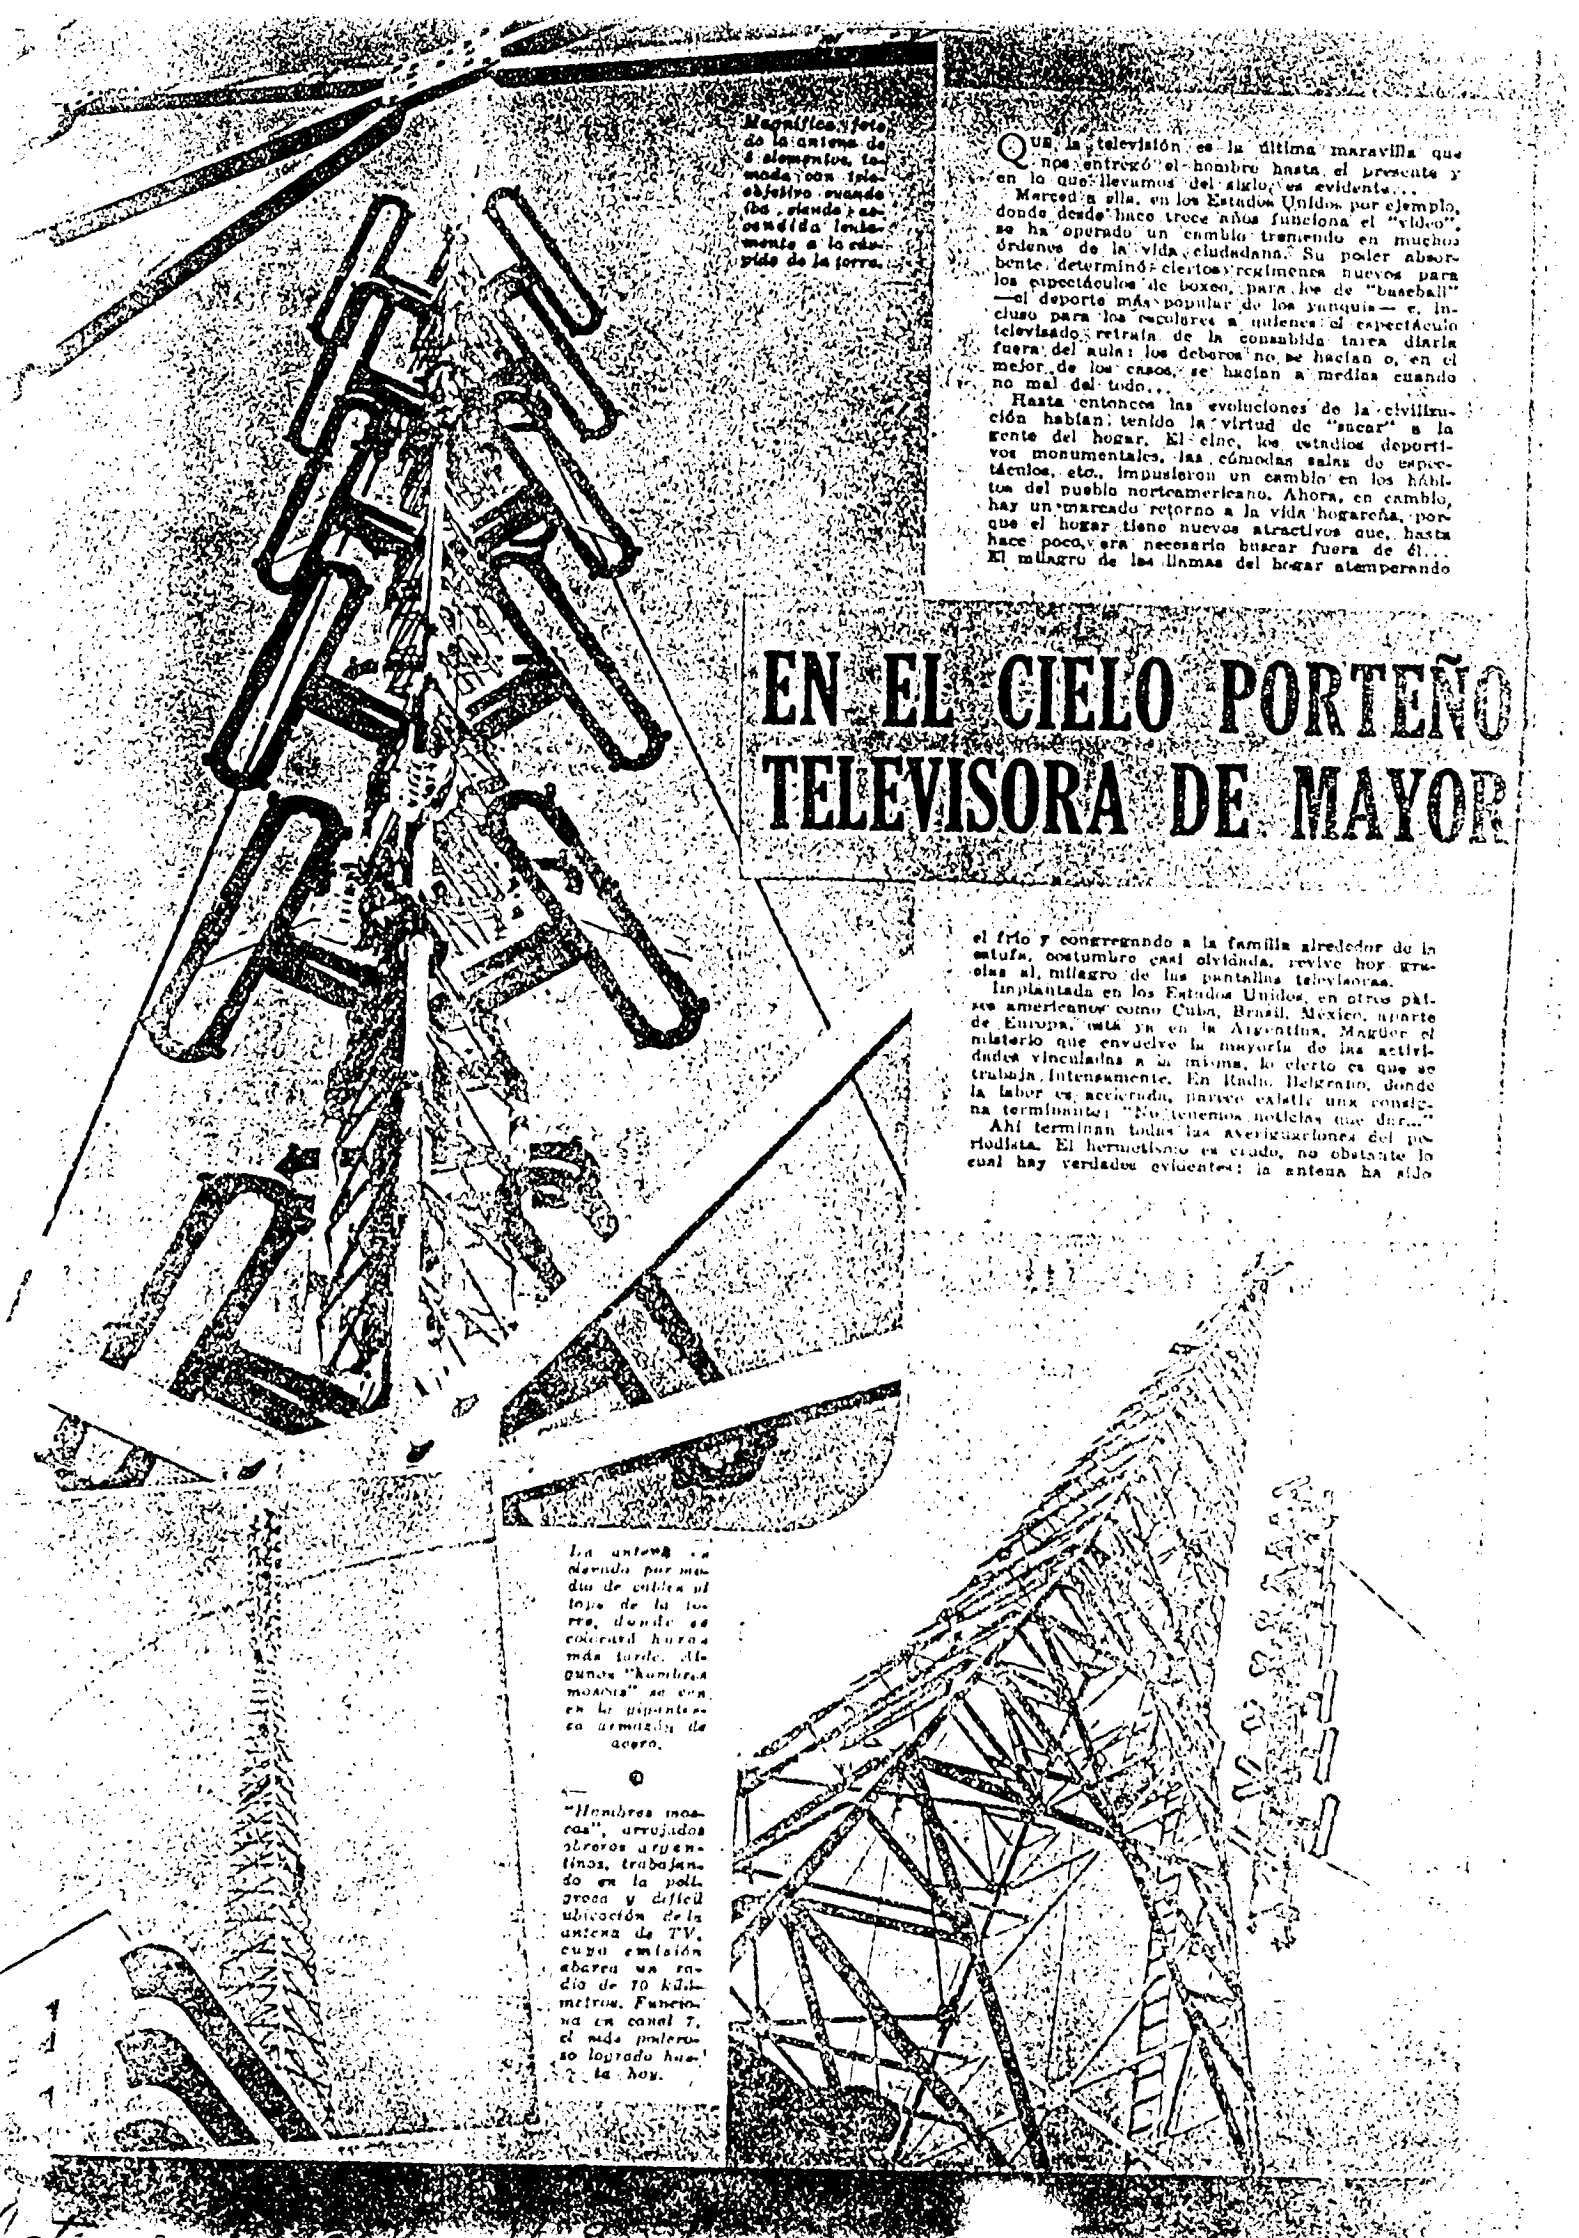 Magnífica foto
de la antena de
8 elementos, to-
mada con tele-
objetivo cuando
iba siendo as-
cendida lenta-
mente a la cús-
pide de la torre.
QUE la televisión es la última maravilla que
nos entregó el hombre hasta el presente y
en lo que llevamos del siglo, es evidente...
Merced a ella, en los Estados Unidos por ejemplo,
donde desde hace trece años funciona el "video",
se ha operado un cambio tremendo en muchos
órdenes de la vida ciudadana. Su poder absor-
bente determinó ciertos regímenes nuevos para
los espectáculos de boxeo, para los de "baseball"
—el deporte más popular de los yanquis— e in-
cluso para los escolares a quienes el espectáculo
televisado retraía de la consabida tarea diaria
fuera del aula: los deberes no se hacían o, en el
mejor de los casos, se hacían a medias cuando
no mal del todo...
Hasta entonces las evoluciones de la civiliza-
ción habían tenido la virtud de "sacar" a la
gente del hogar. El cine, los estadios deporti-
vos monumentales, las cómodas salas de espec-
táculos, etc., impusieron un cambio en los hábi-
tos del pueblo norteamericano. Ahora, en cambio,
hay un marcado retorno a la vida hogareña, por-
que el hogar tiene nuevos atractivos que, hasta
hace poco, era necesario buscar fuera de él...
El milagro de las llamas del hogar atemperando
EN EL CIELO PORTEÑO
TELEVISORA DE MAYOR
el frío y congregando a la familia alrededor de la
estufa, costumbre casi olvidada, revive hoy gra-
cias al milagro de las pantallas televisoras.
Implantada en los Estados Unidos, en otros paí-
ses americanos como Cuba, Brasil, México, aparte
de Europa, está ya en la Argentina. Magüer el
misterio que envuelve la mayoría de las activi-
dades vinculadas a la misma, lo cierto es que se
trabaja intensamente. En Radio Belgrano, donde
la labor es acelerada, parece existir una consig-
na terminante: "No tenemos noticias que dar..."
Ahí terminan todas las averiguaciones del pe-
riodista. El hermetismo es crudo, no obstante lo
cual hay verdades evidentes: la antena ha sido
La antena es
elevada por me-
dio de cables al
tope de la to-
rre, donde se
colocará horas
más tarde. Al-
gunos "hombres
moscas" se ven
en la gigantes-
ca armazón de
acero.
"Hombres mos-
cas", arrojados
obreros argen-
tinos, trabajan-
do en la peli-
grosa y difícil
ubicación de la
antena de TV,
cuya emisión
abarca un ra-
dio de 70 kiló-
metros. Funcio-
na en canal 7,
el más podero-
so logrado has-
ta hoy.